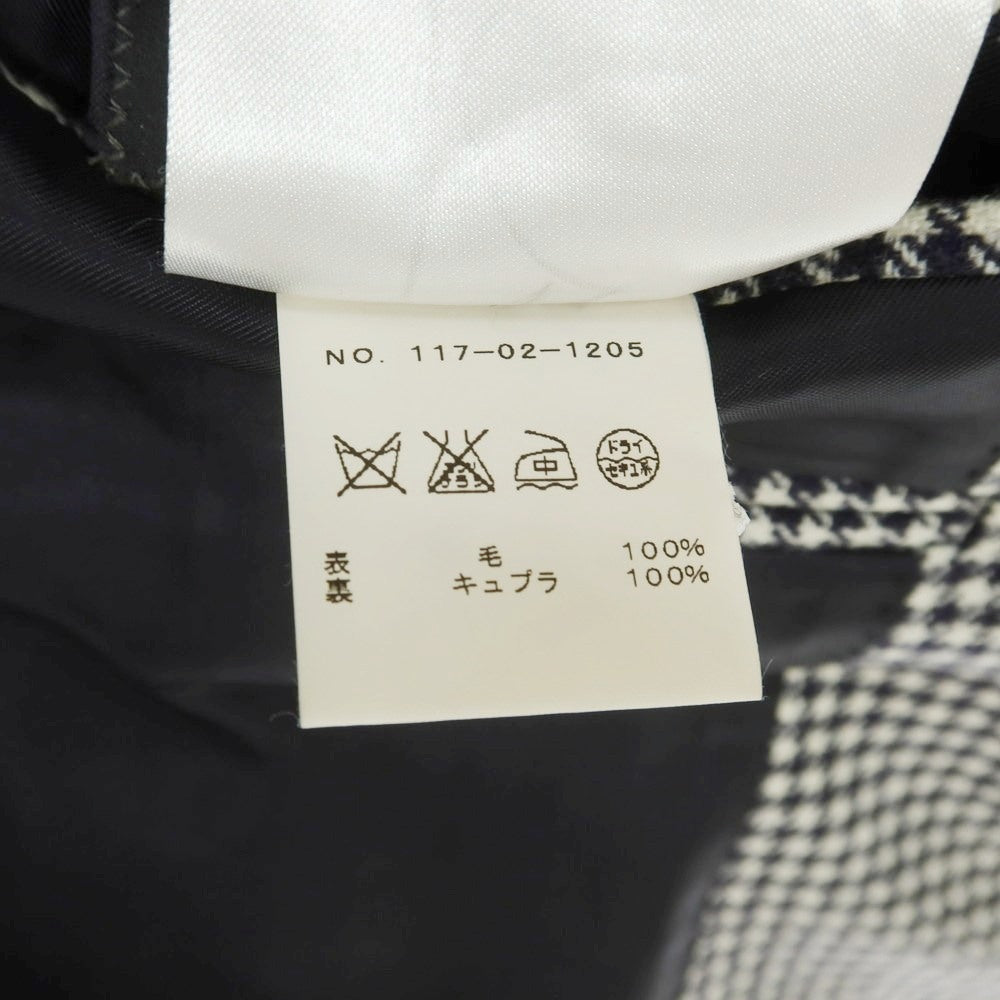 NO. 117-02-1205
中 ドライ
セキユ系
表 毛 100%
裏 キュプラ 100%